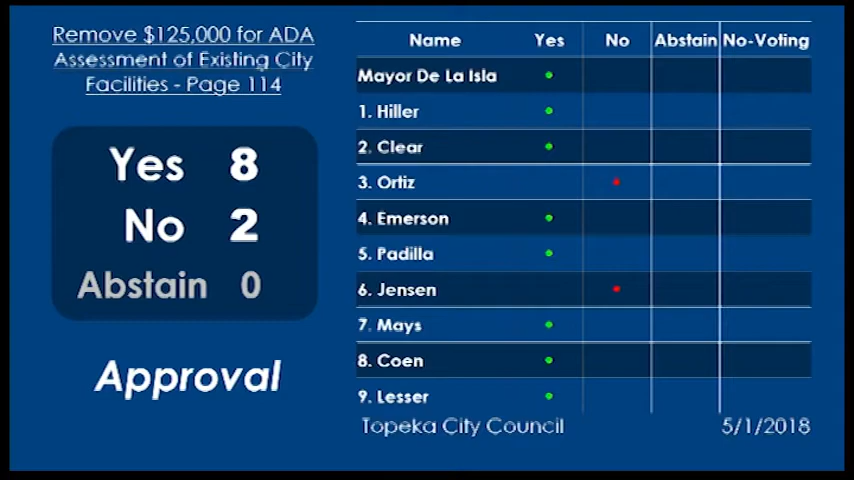 Remove $125,000 for ADA
Assessment of Existing City
Facilities - Page 114
Yes 8
No 2
Abstain 0
Approval
Name Yes No Abstain No-Voting
Mayor De La Isla
1. Hiller
2. Clear
3. Ortiz
4. Emerson
5. Padilla
6. Jensen
7. Mays
8. Coen
9. Lesser
Topeka City Council 5/1/2018